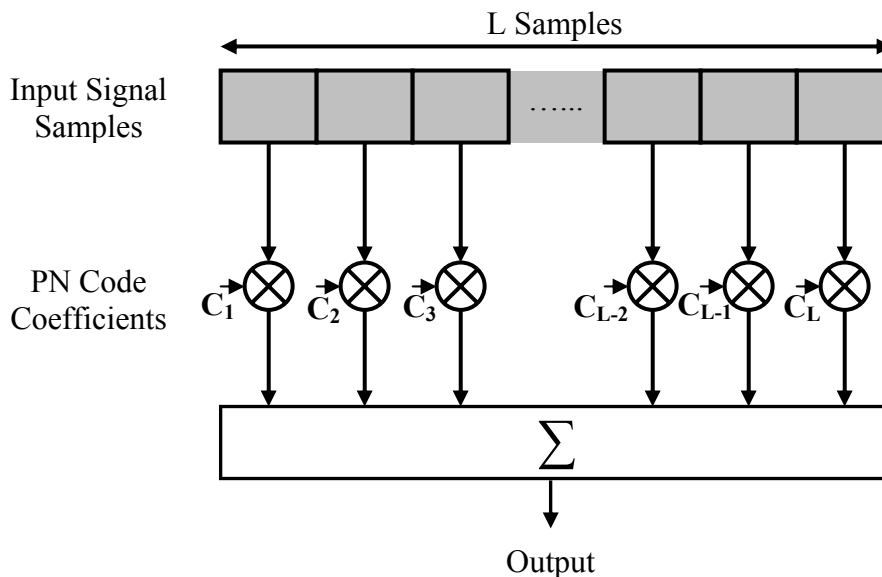 L Samples
Input Signal
Samples
…...
PN Code
Coefficients
C1 C2 C3 CL-2 CL-1 CL
∑
Output